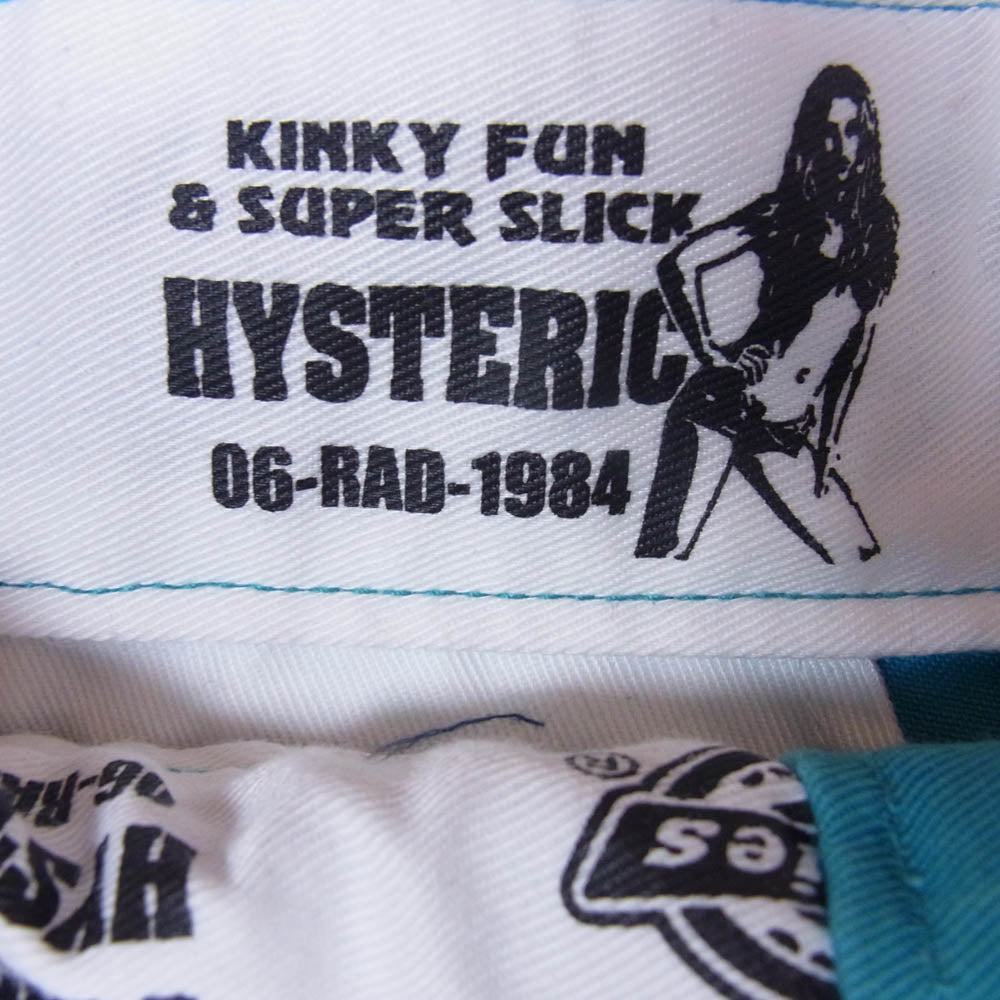 KINKY FUN
& SUPER SLICK
HYSTERIC
06-RAD-1984
®